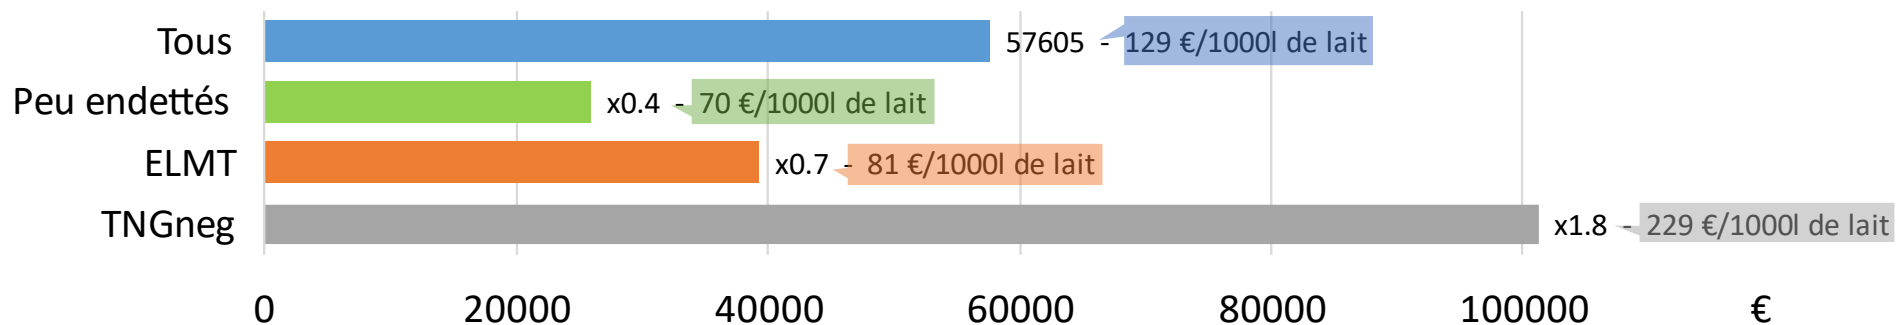 Tous 57605 - 129 €/1000l de lait
Peu endettés x0.4 - 70 €/1000l de lait
ELMT x0.7 - 81 €/1000l de lait
TNGneg x1.8 - 229 €/1000l de lait
0 20000 40000 60000 80000 100000 €